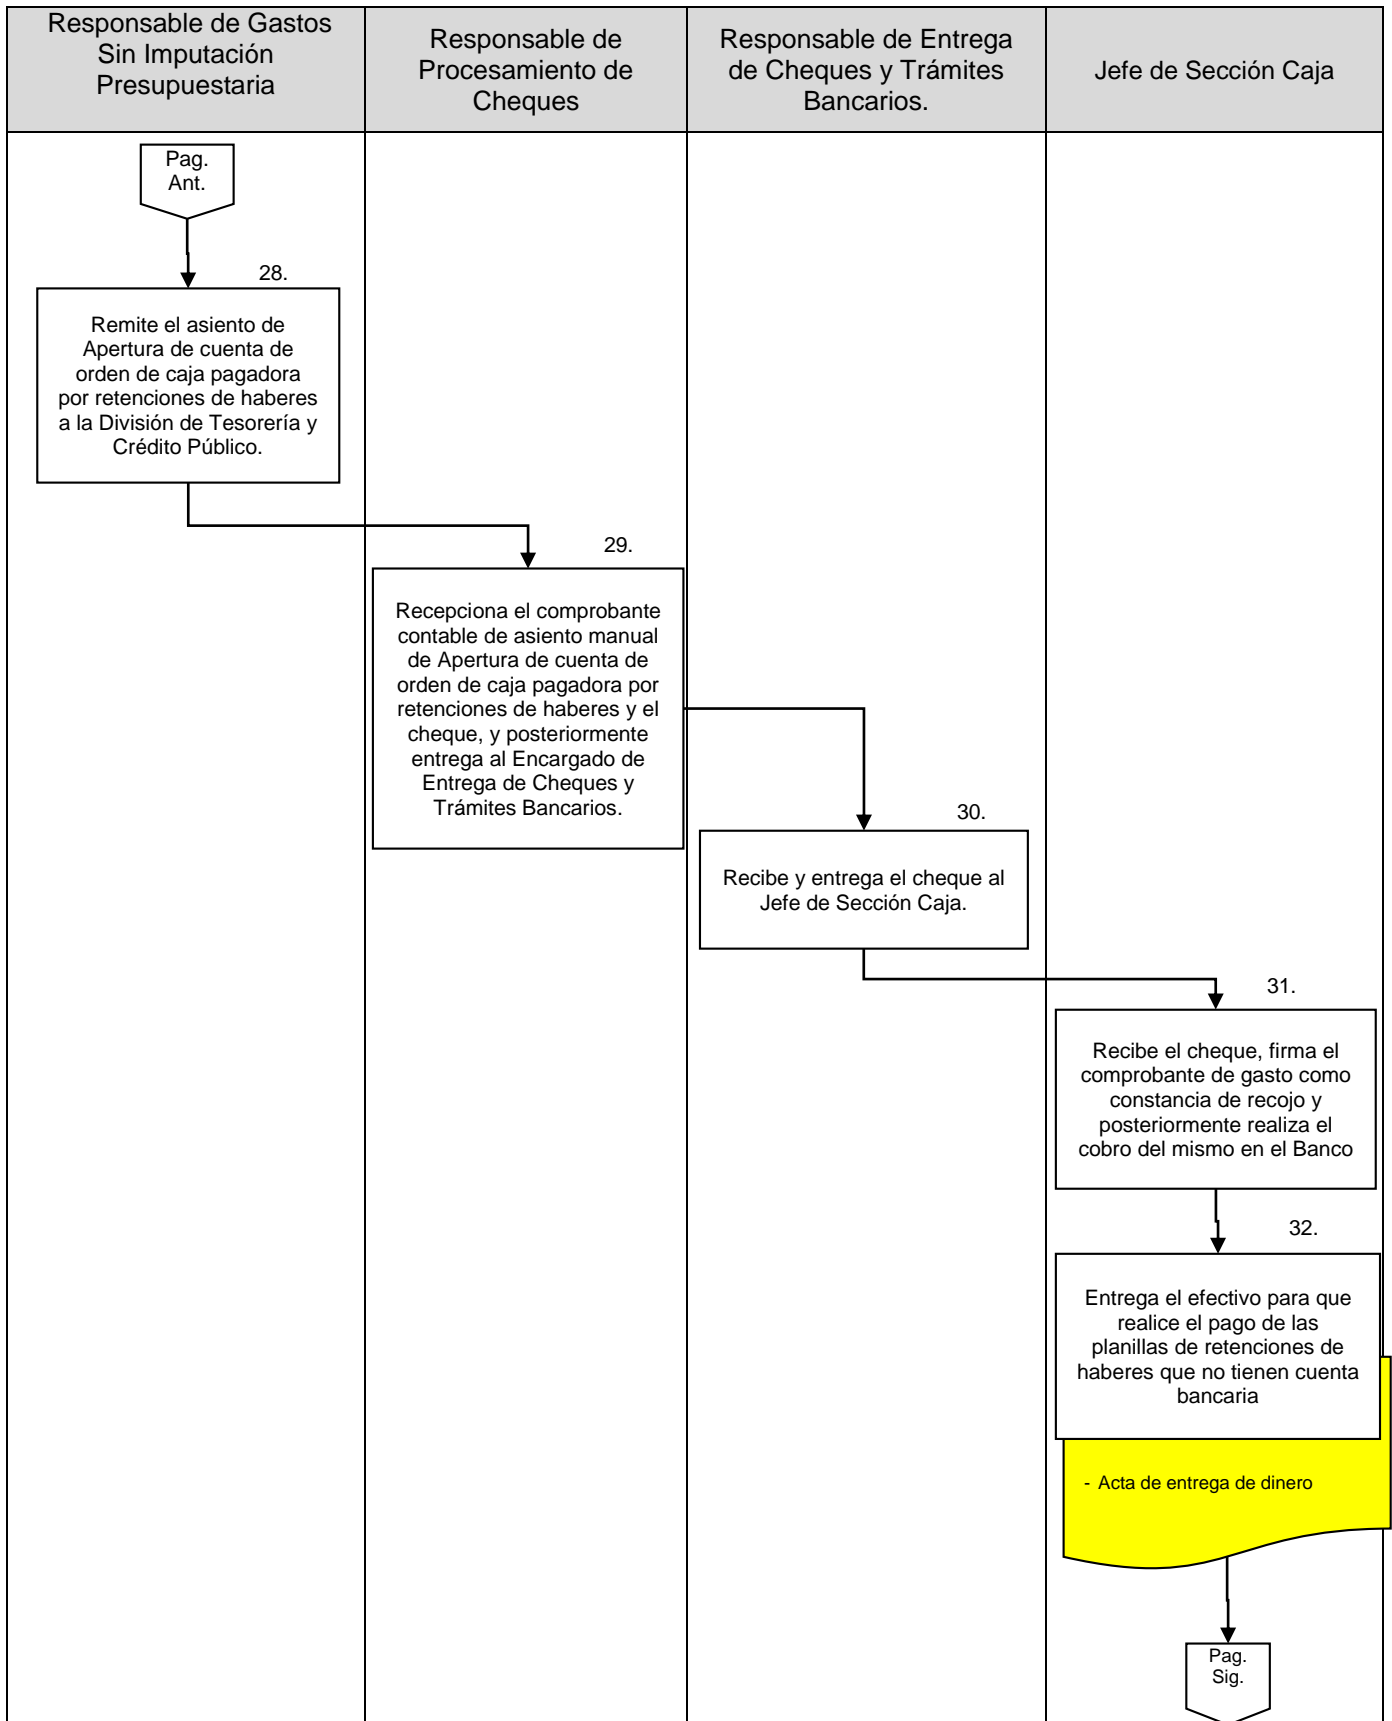 Responsable de Gastos
Sin Imputación
Presupuestaria
Responsable de
Procesamiento de
Cheques
Responsable de Entrega
de Cheques y Trámites
Bancarios.
Jefe de Sección Caja
Pag.
Ant.
28.
Remite el asiento de
Apertura de cuenta de
orden de caja pagadora
por retenciones de haberes
a la División de Tesorería y
Crédito Público.
29.
Recepciona el comprobante
contable de asiento manual
de Apertura de cuenta de
orden de caja pagadora por
retenciones de haberes y el
cheque, y posteriormente
entrega al Encargado de
Entrega de Cheques y
Trámites Bancarios.
30.
Recibe y entrega el cheque al
Jefe de Sección Caja.
31.
Recibe el cheque, firma el
comprobante de gasto como
constancia de recojo y
posteriormente realiza el
cobro del mismo en el Banco
32.
Entrega el efectivo para que
realice el pago de las
planillas de retenciones de
haberes que no tienen cuenta
bancaria
- Acta de entrega de dinero
Pag.
Sig.